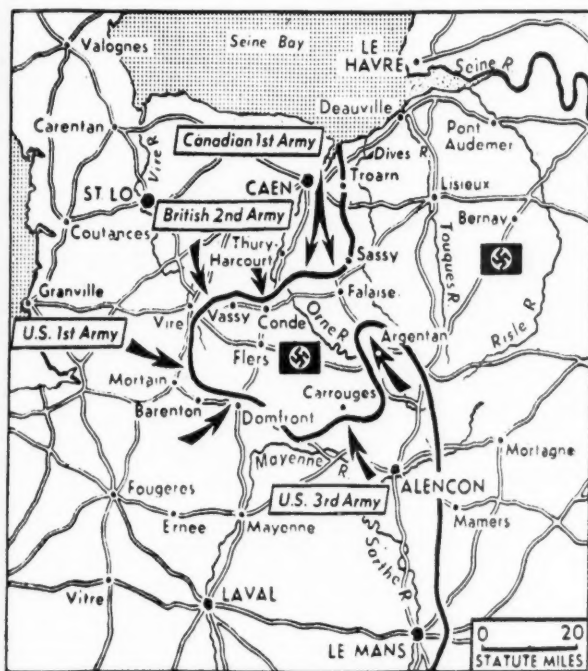 Valognes
Seine Bay
LE
HAVRE
Seine R
Deauville
Carentan
Vire R
Canadian 1st Army
Dives R
Pont
Audemer
ST. LO
CAEN
Troarn
Lisieux
British 2nd Army
Bernay
Coutances
Thury-
Harcourt
Sassy
Touques R
Granville
Vire
Vassy
Conde
Falaise
Orne R
Argentan
Risle R
U.S. 1st Army
Flers
Mortain
Barenton
Domfront
Carrouges
Mayenne R
ALENCON
Mortagne
Fougeres
U.S. 3rd Army
Ernee
Mayenne
Mamers
Sarthe R
Vitre
LAVAL
LE MANS
0 20
STATUTE MILES